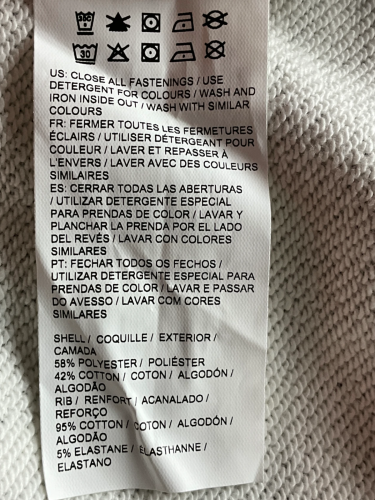 30
US: CLOSE ALL FASTENINGS / USE
DETERGENT FOR COLOURS / WASH AND
IRON INSIDE OUT / WASH WITH SIMILAR
COLOURS
FR: FERMER TOUTES LES FERMETURES
ÉCLAIRS / UTILISER DÉTERGEANT POUR
COULEUR / LAVER ET REPASSER À
L'ENVERS / LAVER AVEC DES COULEURS
SIMILAIRES
ES: CERRAR TODAS LAS ABERTURAS
/ UTILIZAR DETERGENTE ESPECIAL
PARA PRENDAS DE COLOR / LAVAR Y
PLANCHAR LA PRENDA POR EL LADO
DEL REVÉS / LAVAR CON COLORES
SIMILARES
PT: FECHAR TODOS OS FECHOS /
UTILIZAR DETERGENTE ESPECIAL PARA
PRENDAS DE COLOR / LAVAR E PASSAR
DO AVESSO / LAVAR COM CORES
SIMILARES
SHELL / COQUILLE / EXTERIOR /
CAMADA
58% POLYESTER / POLIÉSTER
42% COTTON / COTON / ALGODÓN /
ALGODÃO
RIB / RENFORT / ACANALADO /
REFORÇO
95% COTTON / COTON / ALGODÓN /
ALGODÃO
5% ELASTANE / ÉLASTHANNE /
ELASTANO